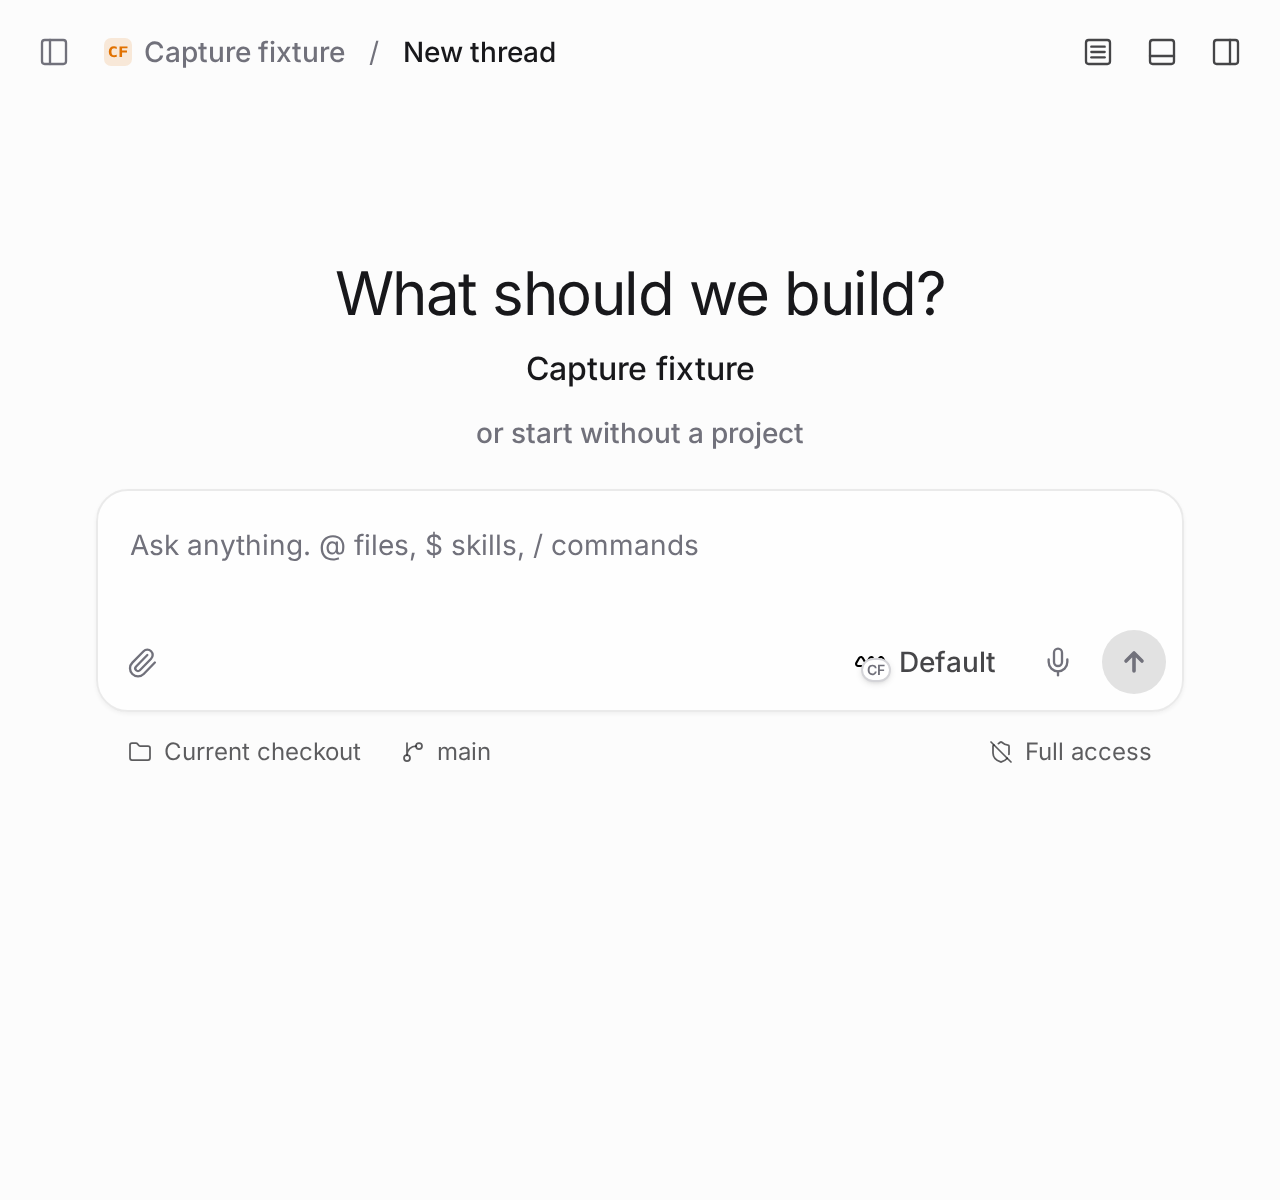 CF Capture fixture / New thread
What should we build?
Capture fixture
or start without a project
Ask anything. @ files, $ skills, / commands
CF Default
Current checkout main Full access